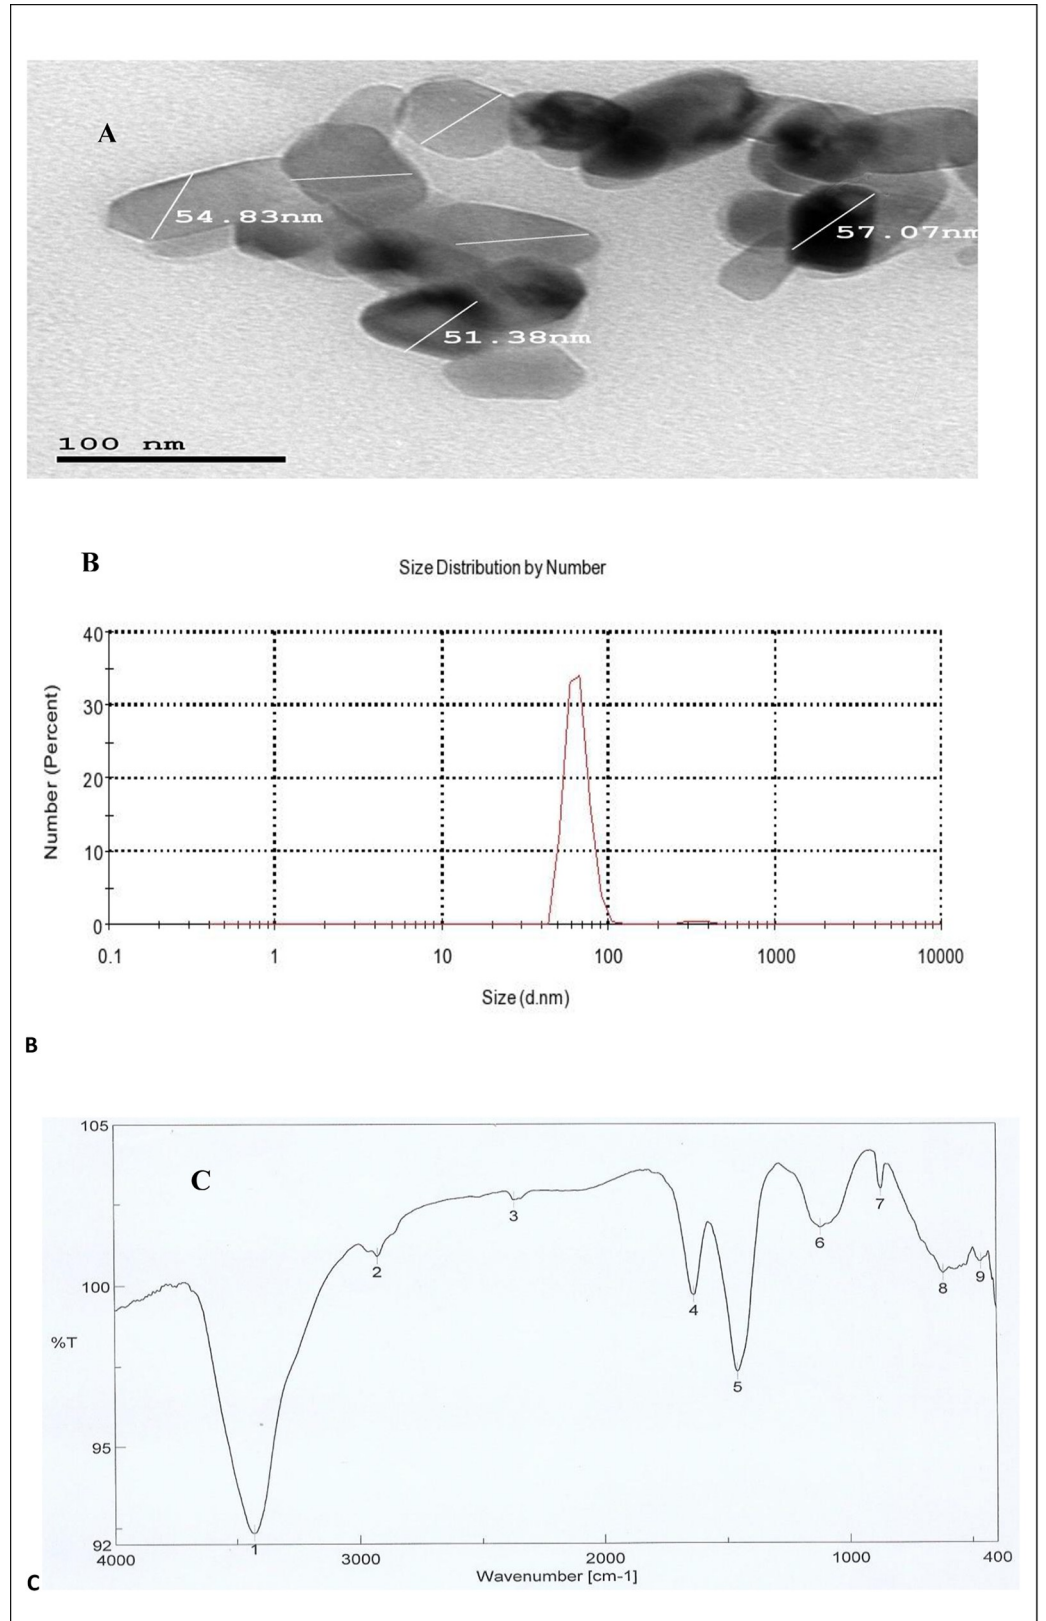 A
54.83nm
57.07nm
51.38nm
100 nm
B
Size Distribution by Number
40
30
20
10
0
Number (Percent)
0.1 1 10 100 1000 10000
Size (d.nm)
B
C
105
100
95
92
%T
1
2
3
4
5
6
7
8
9
4000 3000 2000 1000 400
Wavenumber [cm-1]
C